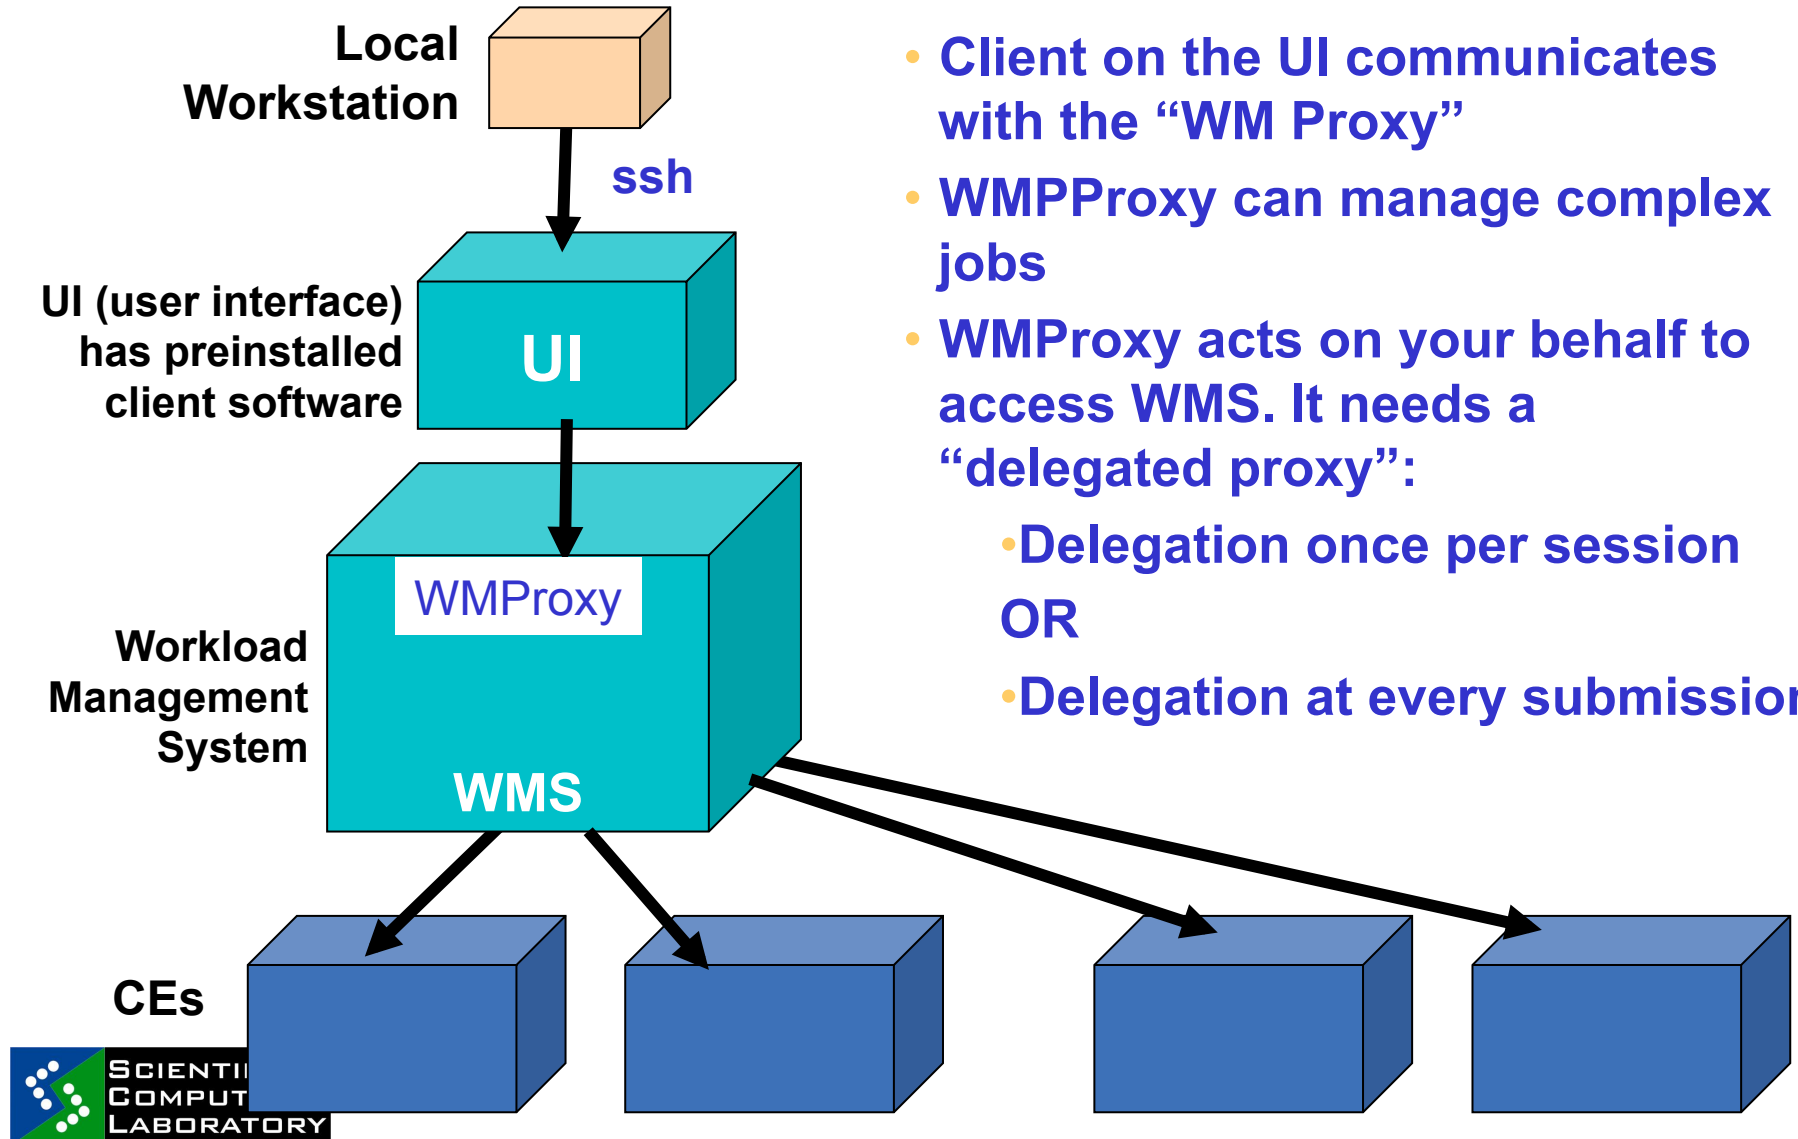 Local
Workstation
ssh
UI (user interface)
has preinstalled
client software
UI
WMProxy
Workload
Management
System
WMS
CEs
• Client on the UI communicates
with the “WM Proxy”
• WMPProxy can manage complex
jobs
• WMProxy acts on your behalf to
access WMS. It needs a
“delegated proxy”:
•Delegation once per session
OR
•Delegation at every submission
LABORATORY